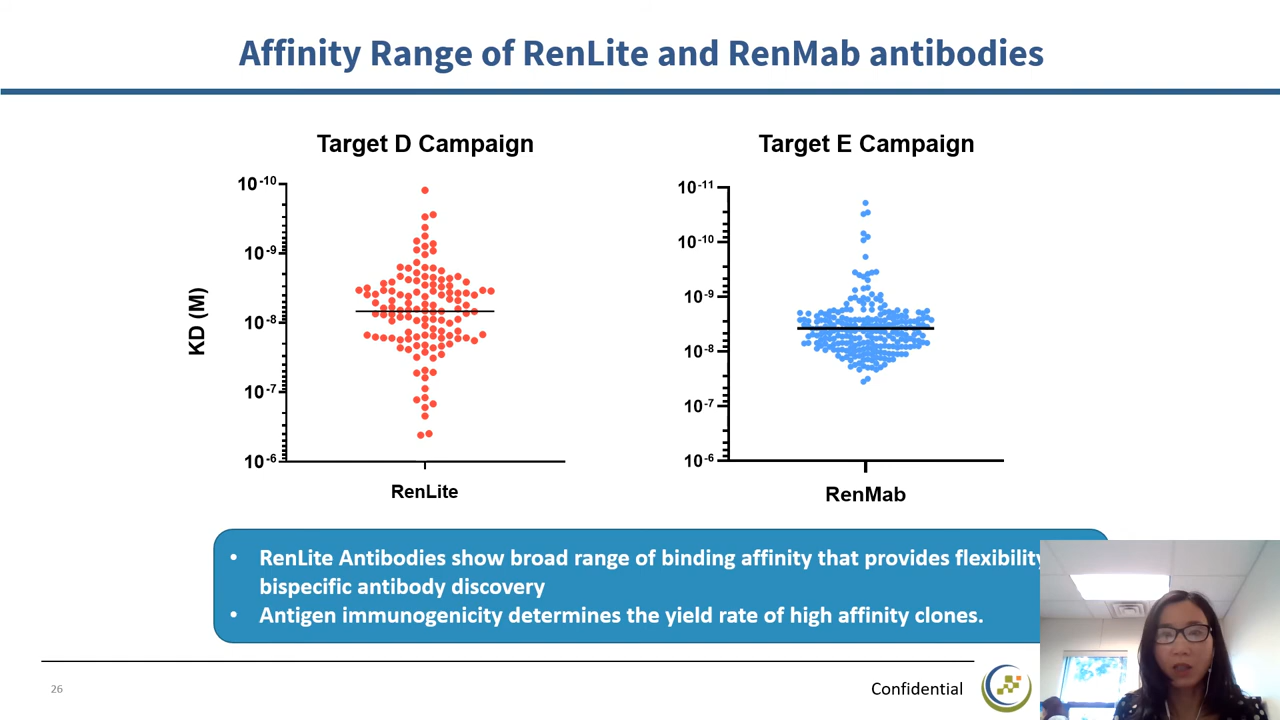 Affinity Range of RenLite and RenMab antibodies
Target D Campaign
KD (M)
10-10
10-9
10-8
10-7
10-6
RenLite
Target E Campaign
10-11
10-10
10-9
10-8
10-7
10-6
RenMab
• RenLite Antibodies show broad range of binding affinity that provides flexibility
bispecific antibody discovery
• Antigen immunogenicity determines the yield rate of high affinity clones.
26
Confidential